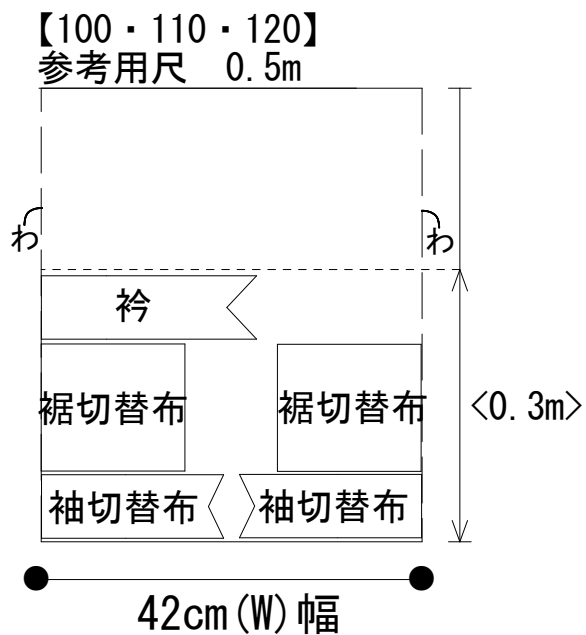 【100・110・120】
参考用尺　0.5m
わ
わ
衿
裾切替布
裾切替布
<0.3m>
袖切替布
袖切替布
42cm(W)幅